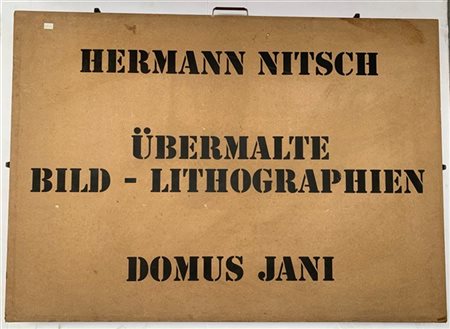 HERMANN NITSCH
ÜBERMALTE
BILD - LITHOGRAPHIEN
DOMUS JANI